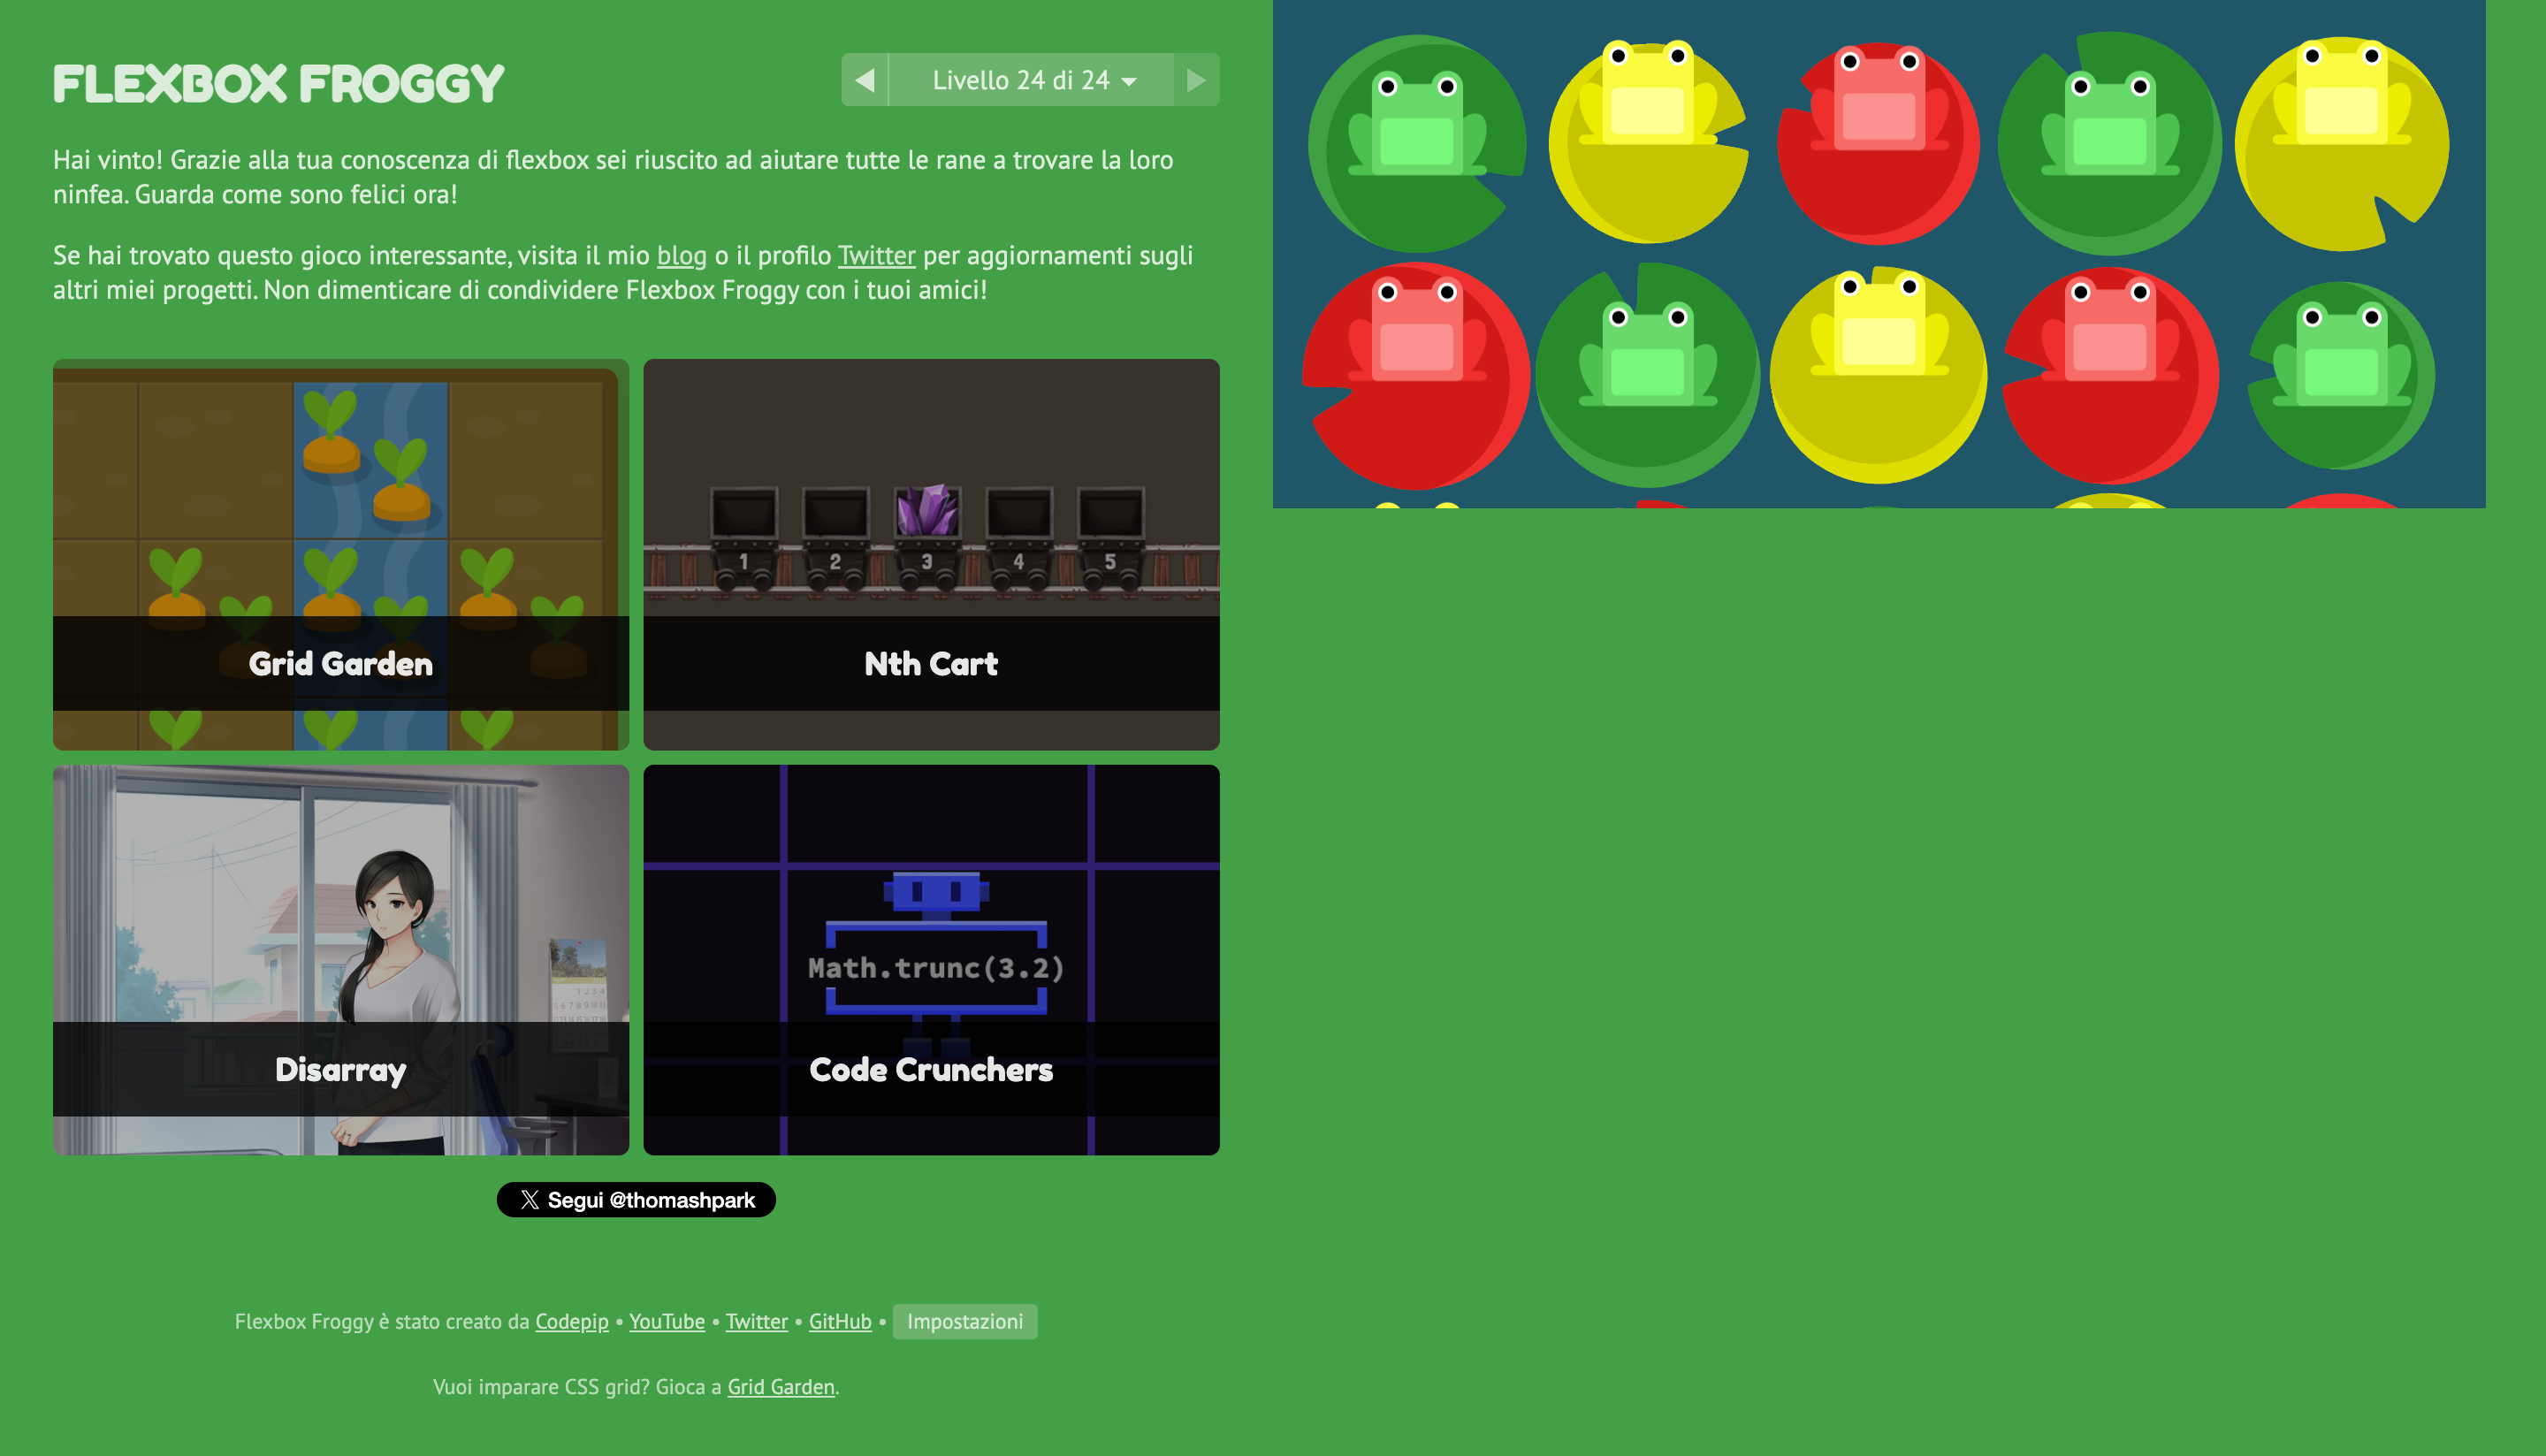 FLEXBOX FROGGY
Livello 24 di 24
Hai vinto! Grazie alla tua conoscenza di flexbox sei riuscito ad aiutare tutte le rane a trovare la loro
ninfea. Guarda come sono felici ora!
Se hai trovato questo gioco interessante, visita il mio blog o il profilo Twitter per aggiornamenti sugli
altri miei progetti. Non dimenticare di condividere Flexbox Froggy con i tuoi amici!
1 2 3 4 5
Grid Garden
Nth Cart
Math.trunc(3.2)
Disarray
Code Crunchers
Segui @thomashpark
Flexbox Froggy è stato creato da Codepip • YouTube • Twitter • GitHub • Impostazioni
Vuoi imparare CSS grid? Gioca a Grid Garden.